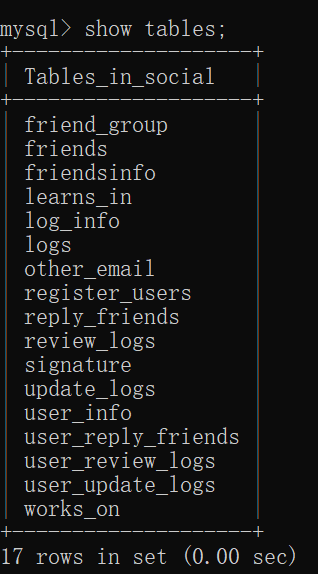 mysql> show tables;
+--------------------+
| Tables_in_social   |
+--------------------+
| friend_group       |
| friends            |
| friendsinfo        |
| learns_in          |
| log_info           |
| logs               |
| other_email        |
| register_users     |
| reply_friends      |
| review_logs        |
| signature          |
| update_logs        |
| user_info          |
| user_reply_friends |
| user_review_logs   |
| user_update_logs   |
| works_on           |
+--------------------+
17 rows in set (0.00 sec)